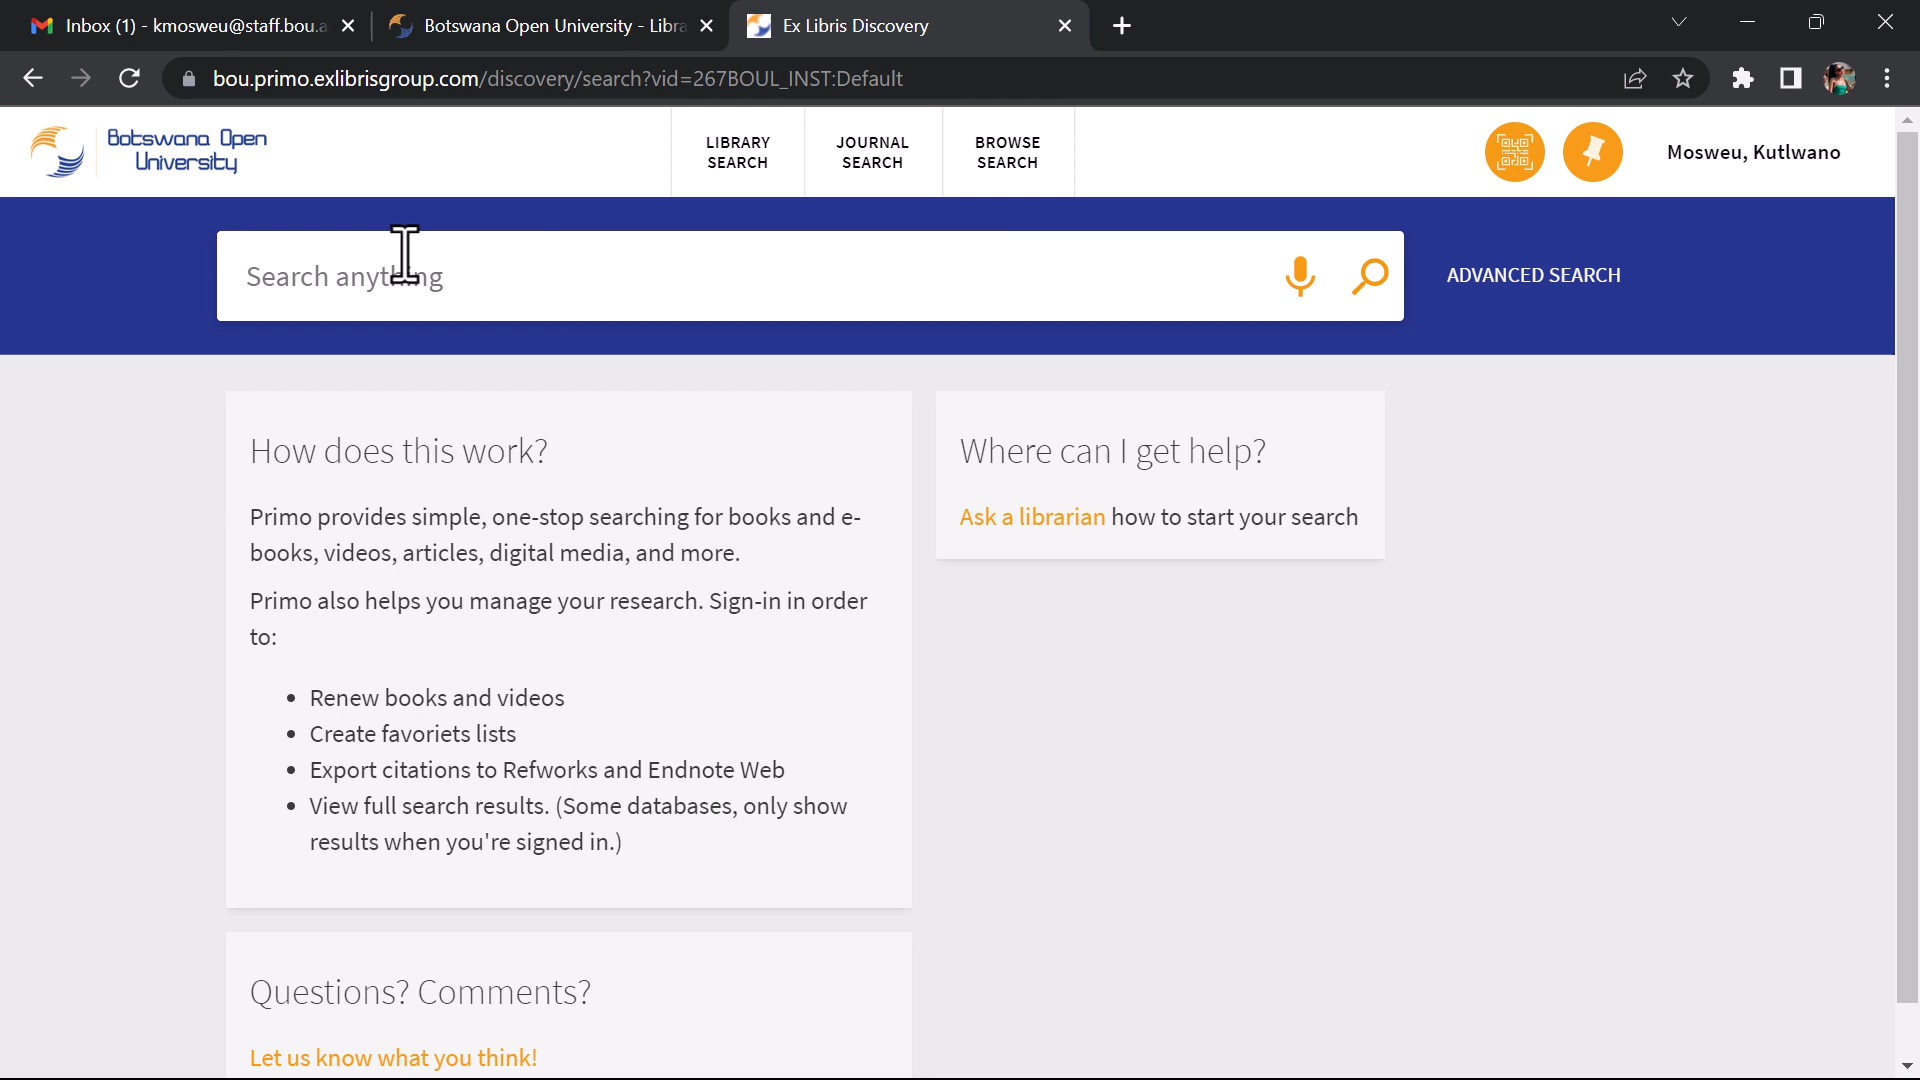 Inbox (1) - kmosweu@staff.bou.a
Botswana Open University - Libra
Ex Libris Discovery
bou.primo.exlibrisgroup.com/discovery/search?vid=267BOUL_INST:Default
Botswana Open
University
LIBRARY
SEARCH
JOURNAL
SEARCH
BROWSE
SEARCH
Mosweu, Kutlwano
Search anything
ADVANCED SEARCH
How does this work?
Primo provides simple, one-stop searching for books and e-
books, videos, articles, digital media, and more.
Primo also helps you manage your research. Sign-in in order
to:
• Renew books and videos
• Create favoriets lists
• Export citations to Refworks and Endnote Web
• View full search results. (Some databases, only show
results when you're signed in.)
Where can I get help?
Ask a librarian how to start your search
Questions? Comments?
Let us know what you think!